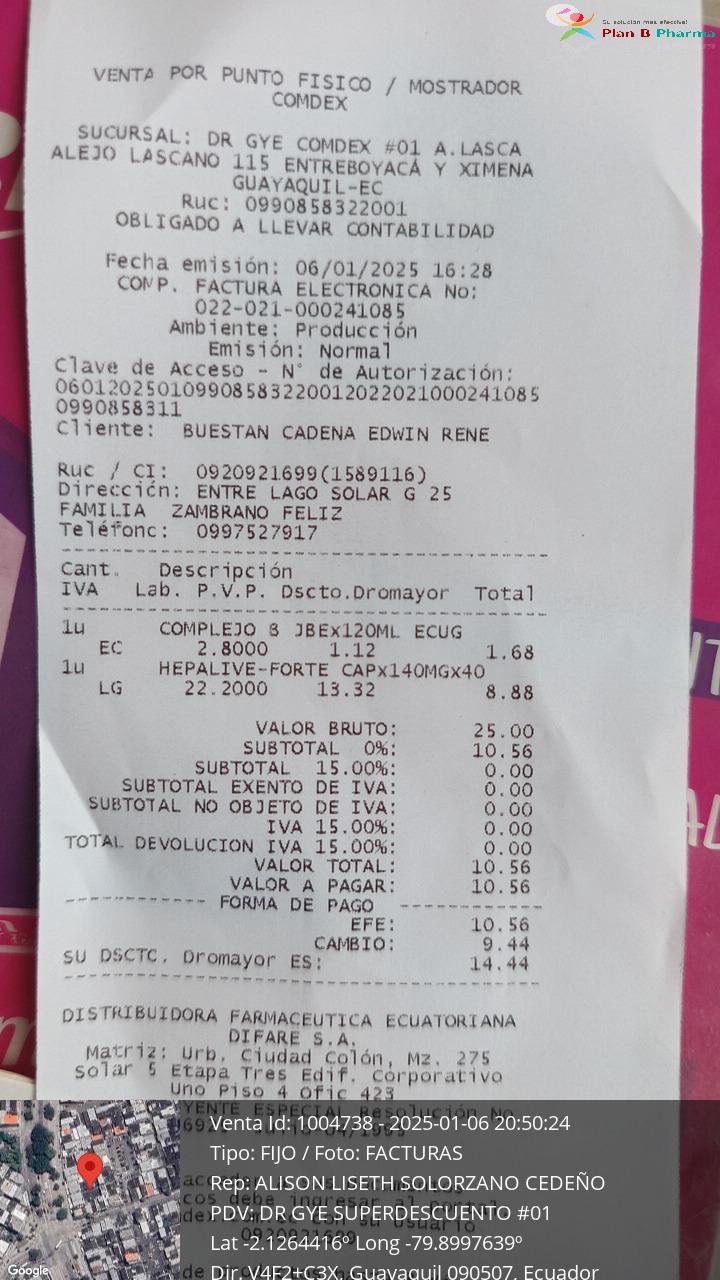 Su solución más efectiva!
Plan B Pharma
VENTA POR PUNTO FISICO / MOSTRADOR
COMDEX
SUCURSAL: DR GYE COMDEX #01 A.LASCA
ALEJO LASCANO 115 ENTREBOYACÁ Y XIMENA
GUAYAQUIL-EC
Ruc: 0990858322001
OBLIGADO A LLEVAR CONTABILIDAD
Fecha emisión: 06/01/2025 16:28
COMP. FACTURA ELECTRONICA No:
022-021-000241085
Ambiente: Producción
Emisión: Normal
Clave de Acceso - N° de Autorización:
060120250109908583220012022021000241085
0990858311
Cliente: BUESTAN CADENA EDWIN RENE
Ruc / CI: 0920921699(1589116)
Dirección: ENTRE LAGO SOLAR G 25
FAMILIA ZAMBRANO FELIZ
Teléfono: 0997527917
Cant. Descripción
IVA Lab. P.V.P. Dscto.Dromayor Total
1u COMPLEJO B JBEx120ML ECUG
EC 2.8000 1.12 1.68
1u HEPALIVE-FORTE CAPx140MGx40
LG 22.2000 13.32 8.88
VALOR BRUTO: 25.00
SUBTOTAL 0%: 10.56
SUBTOTAL 15.00%: 0.00
SUBTOTAL EXENTO DE IVA: 0.00
SUBTOTAL NO OBJETO DE IVA: 0.00
IVA 15.00%: 0.00
TOTAL DEVOLUCION IVA 15.00%: 0.00
VALOR TOTAL: 10.56
VALOR A PAGAR: 10.56
------------ FORMA DE PAGO ------------
EFE: 10.56
CAMBIO: 9.44
SU DSCTC. Dromayor ES: 14.44
DISTRIBUIDORA FARMACEUTICA ECUATORIANA
DIFARE S.A.
Matriz: Urb. Ciudad Colón, Mz. 275
Solar 5 Etapa Tres Edif. Corporativo
Uno Piso 4 Ofic 423
YENTE ESPECIAL Resolución No
Venta Id: 1004738 - 2025-01-06 20:50:24
Tipo: FIJO / Foto: FACTURAS
Rep: ALISON LISETH SOLORZANO CEDEÑO
PDV: DR GYE SUPERDESCUENTO #01
Lat -2.1264416º Long -79.8997639º
Dir. V4F2+C3X, Guayaquil 090507, Ecuador
Google